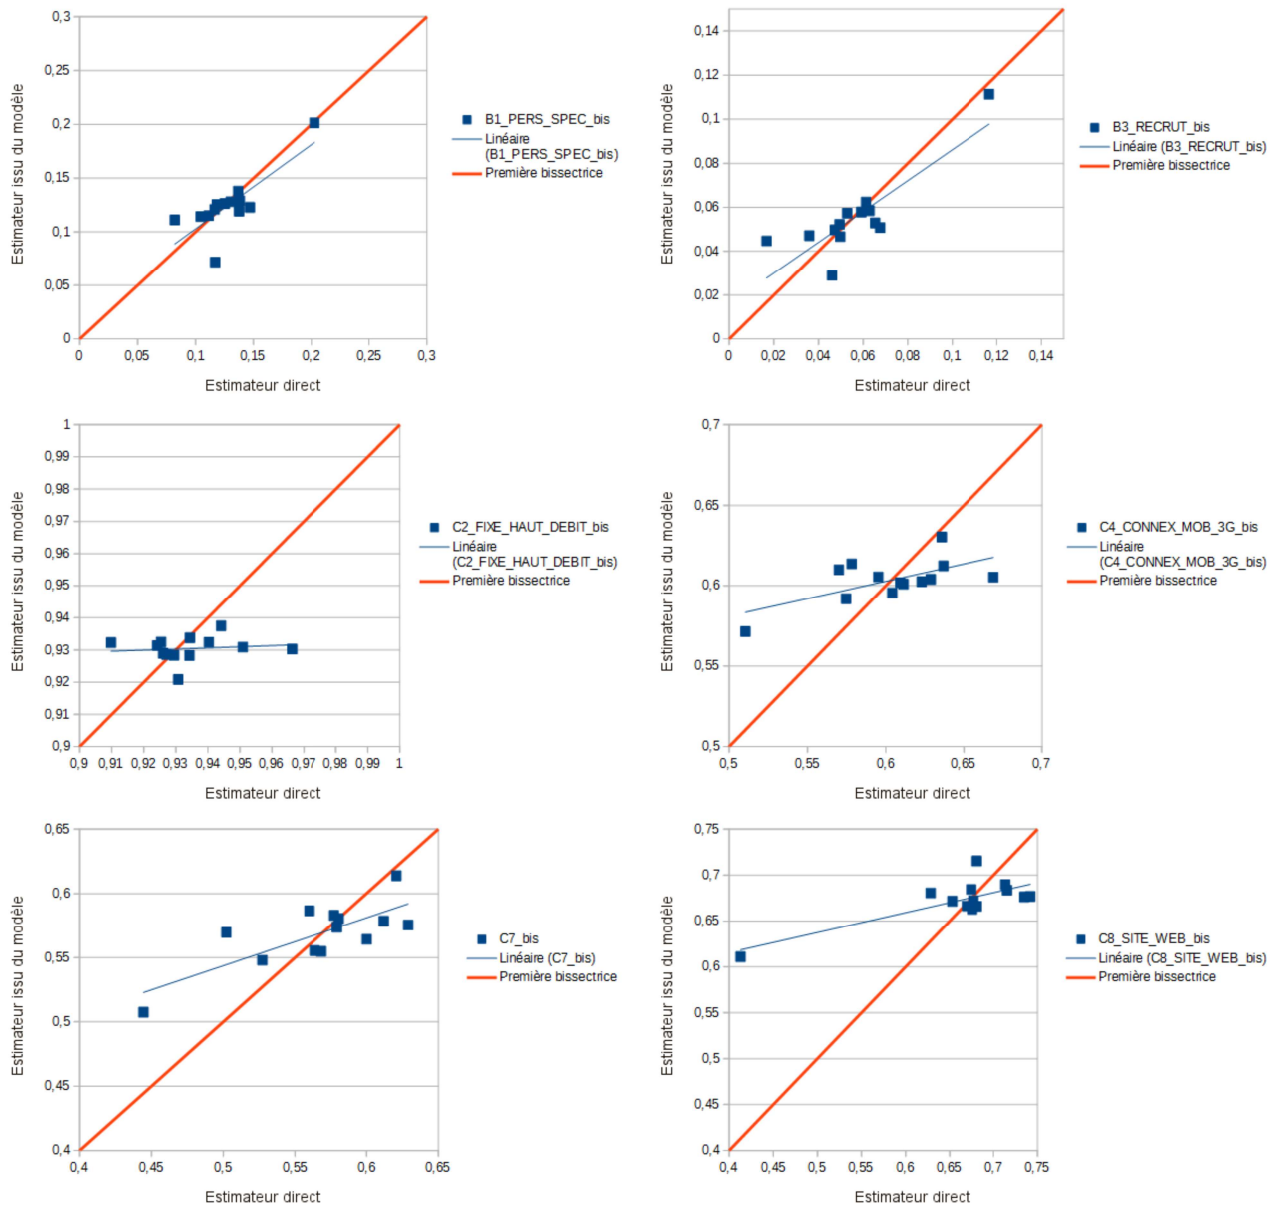 0,3
0,25
0,2
0,15
0,1
0,05
0
0 0,05 0,1 0,15 0,2 0,25 0,3
Estimateur issu du modèle
Estimateur direct
B1_PERS_SPEC_bis
Linéaire
(B1_PERS_SPEC_bis)
Première bissectrice
0,14
0,12
0,1
0,08
0,06
0,04
0,02
0
0 0,02 0,04 0,06 0,08 0,1 0,12 0,14
Estimateur issu du modèle
Estimateur direct
B3_RECRUT_bis
Linéaire (B3_RECRUT_bis)
Première bissectrice
1
0,99
0,98
0,97
0,96
0,95
0,94
0,93
0,92
0,91
0,9
0,9 0,91 0,92 0,93 0,94 0,95 0,96 0,97 0,98 0,99 1
Estimateur issu du modèle
Estimateur direct
C2_FIXE_HAUT_DEBIT_bis
Linéaire
(C2_FIXE_HAUT_DEBIT_bis)
Première bissectrice
0,7
0,65
0,6
0,55
0,5
0,5 0,55 0,6 0,65 0,7
Estimateur issu du modèle
Estimateur direct
C4_CONNEX_MOB_3G_bis
Linéaire
(C4_CONNEX_MOB_3G_bis)
Première bissectrice
0,65
0,6
0,55
0,5
0,45
0,4
0,4 0,45 0,5 0,55 0,6 0,65
Estimateur issu du modèle
Estimateur direct
C7_bis
Linéaire (C7_bis)
Première bissectrice
0,75
0,7
0,65
0,6
0,55
0,5
0,45
0,4
0,4 0,45 0,5 0,55 0,6 0,65 0,7 0,75
Estimateur issu du modèle
Estimateur direct
C8_SITE_WEB_bis
Linéaire (C8_SITE_WEB_bis)
Première bissectrice